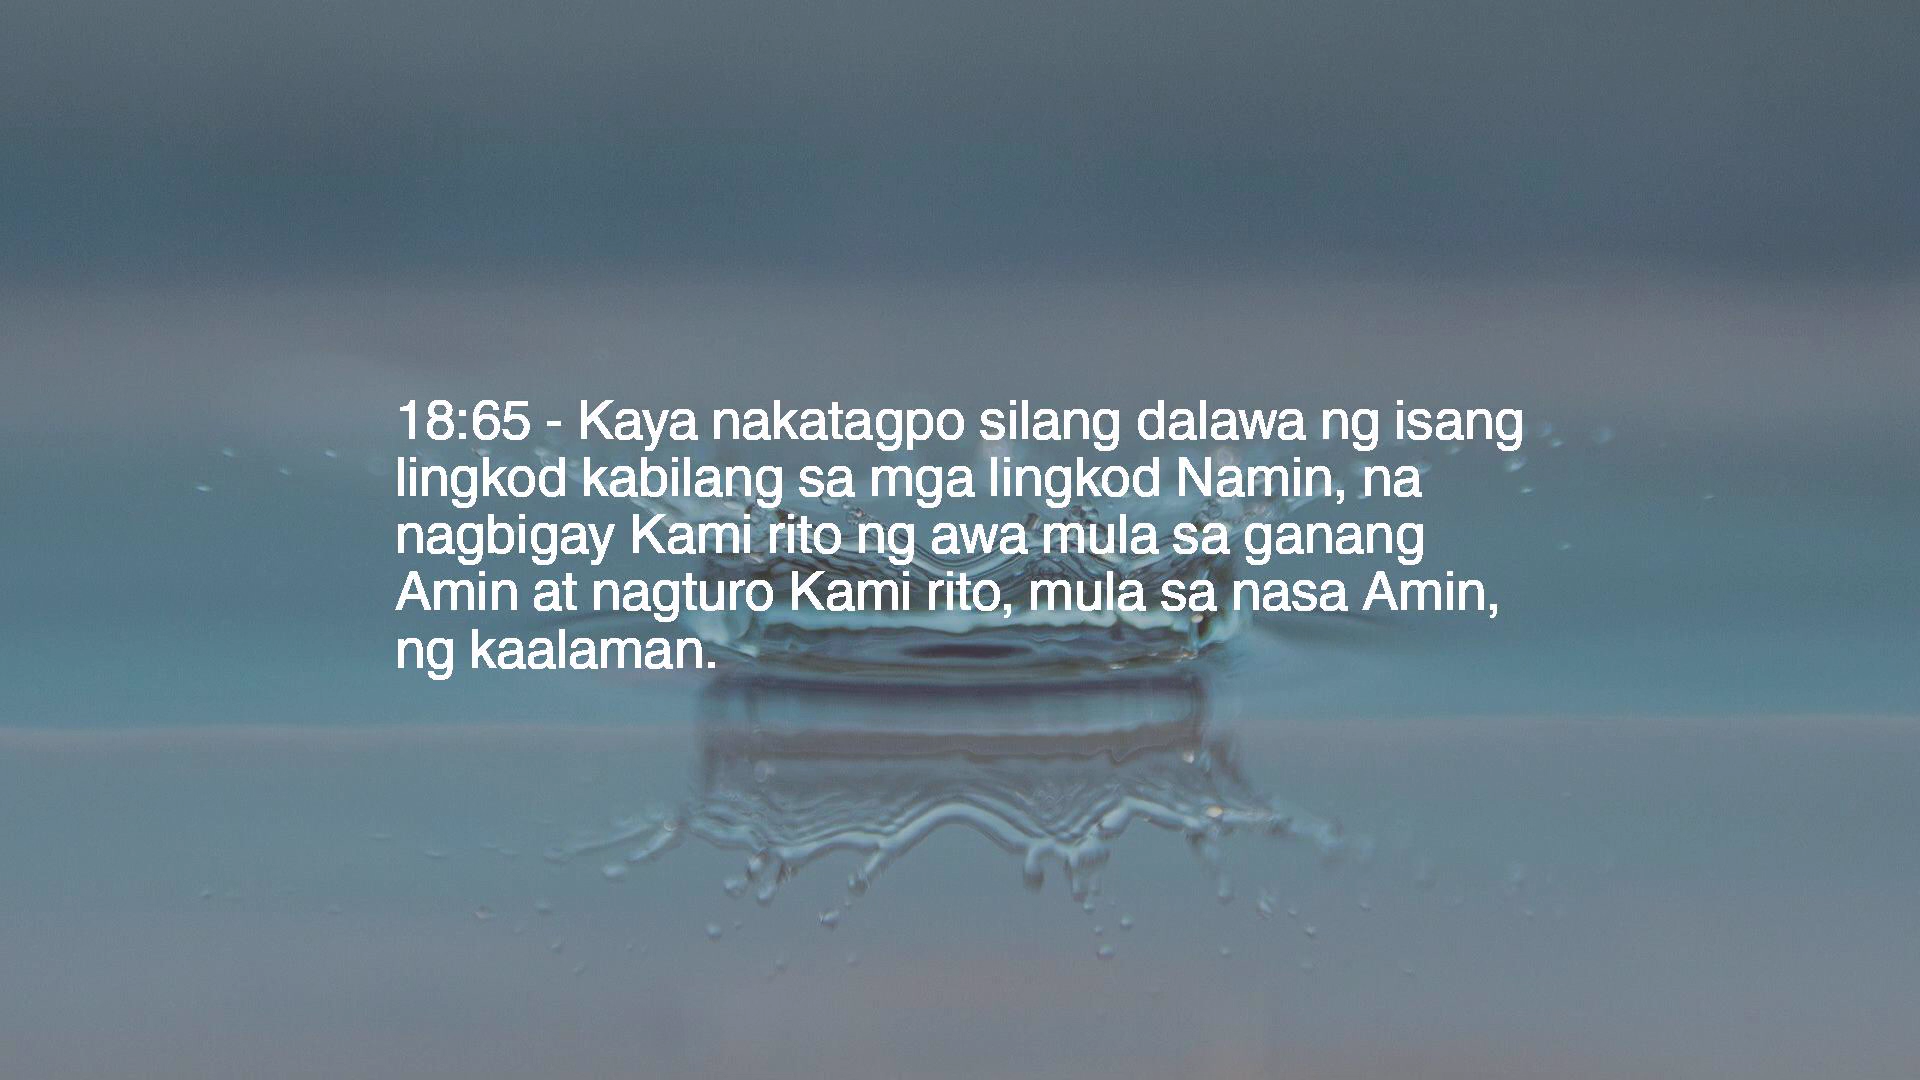 18:65 - Kaya nakatagpo silang dalawa ng isang
lingkod kabilang sa mga lingkod Namin, na
nagbigay Kami rito ng awa mula sa ganang
Amin at nagturo Kami rito, mula sa nasa Amin,
ng kaalaman.